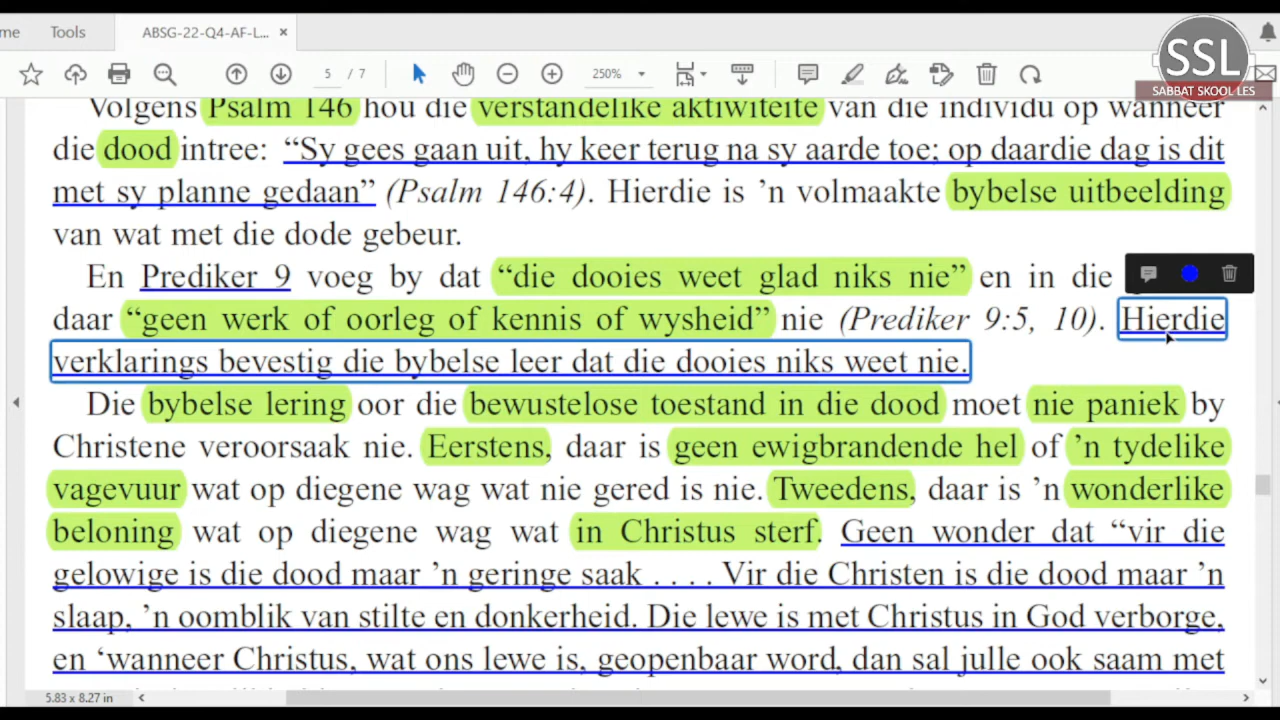 me
Tools
ABSG-22-Q4-AF-L...
SSL
SABBAT SKOOL LES
5 / 7
250%
Volgens Psalm 146 hou die verstandelike aktiwiteite van die individu op wanneer
die dood intree: “Sy gees gaan uit, hy keer terug na sy aarde toe; op daardie dag is dit
met sy planne gedaan” (Psalm 146:4). Hierdie is ’n volmaakte bybelse uitbeelding
van wat met die dode gebeur.
En Prediker 9 voeg by dat “die dooies weet glad niks nie” en in die
daar “geen werk of oorleg of kennis of wysheid” nie (Prediker 9:5, 10). Hierdie
verklarings bevestig die bybelse leer dat die dooies niks weet nie.
Die bybelse lering oor die bewustelose toestand in die dood moet nie paniek by
Christene veroorsaak nie. Eerstens, daar is geen ewigbrandende hel of ’n tydelike
vagevuur wat op diegene wag wat nie gered is nie. Tweedens, daar is ’n wonderlike
beloning wat op diegene wag wat in Christus sterf. Geen wonder dat “vir die
gelowige is die dood maar ’n geringe saak . . . . Vir die Christen is die dood maar ’n
slaap, ’n oomblik van stilte en donkerheid. Die lewe is met Christus in God verborge,
en ‘wanneer Christus, wat ons lewe is, geopenbaar word, dan sal julle ook saam met
5.83 x 8.27 in